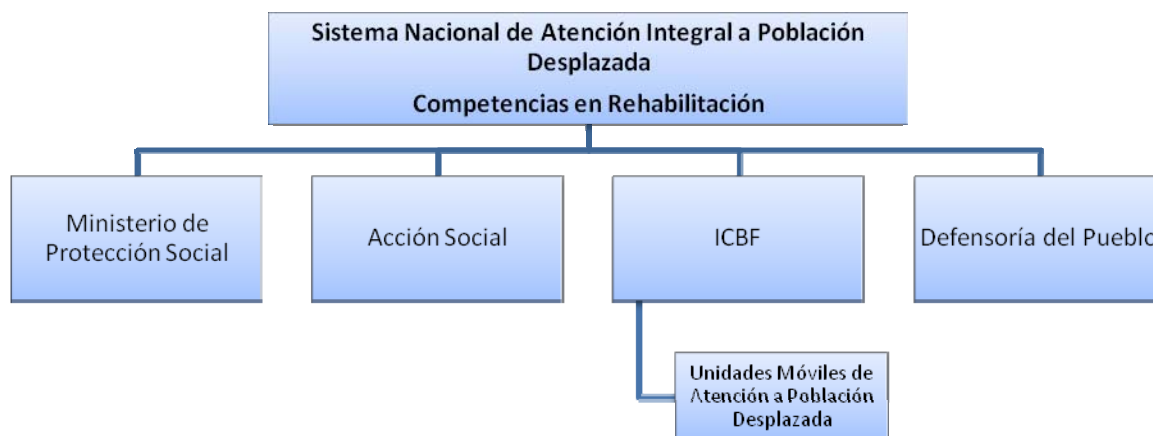 Sistema Nacional de Atención Integral a Población
Desplazada
Competencias en Rehabilitación
Ministerio de
Protección Social
Acción Social
ICBF
Defensoría del Pueblo
Unidades Móviles de
Atención a Población
Desplazada